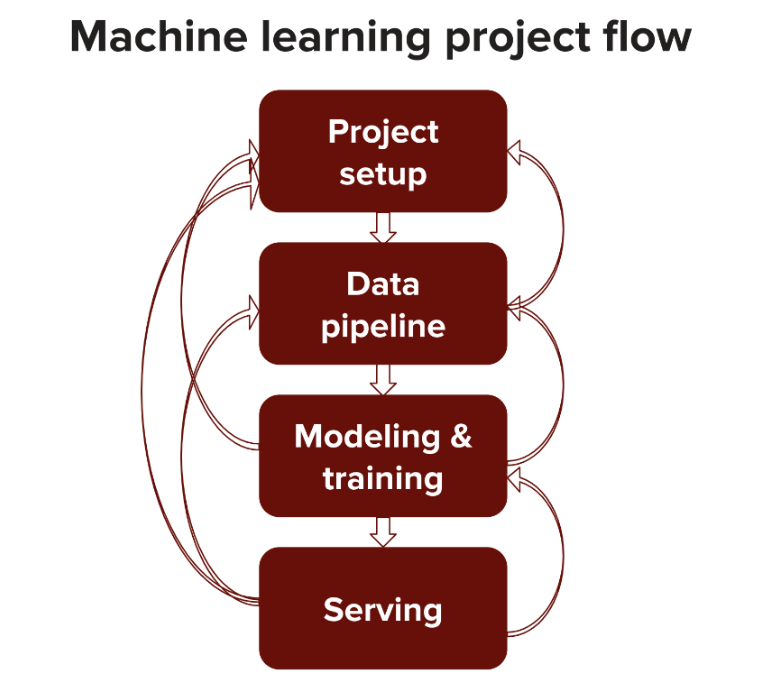 Machine learning project flow
Project
setup
Data
pipeline
Modeling &
training
Serving